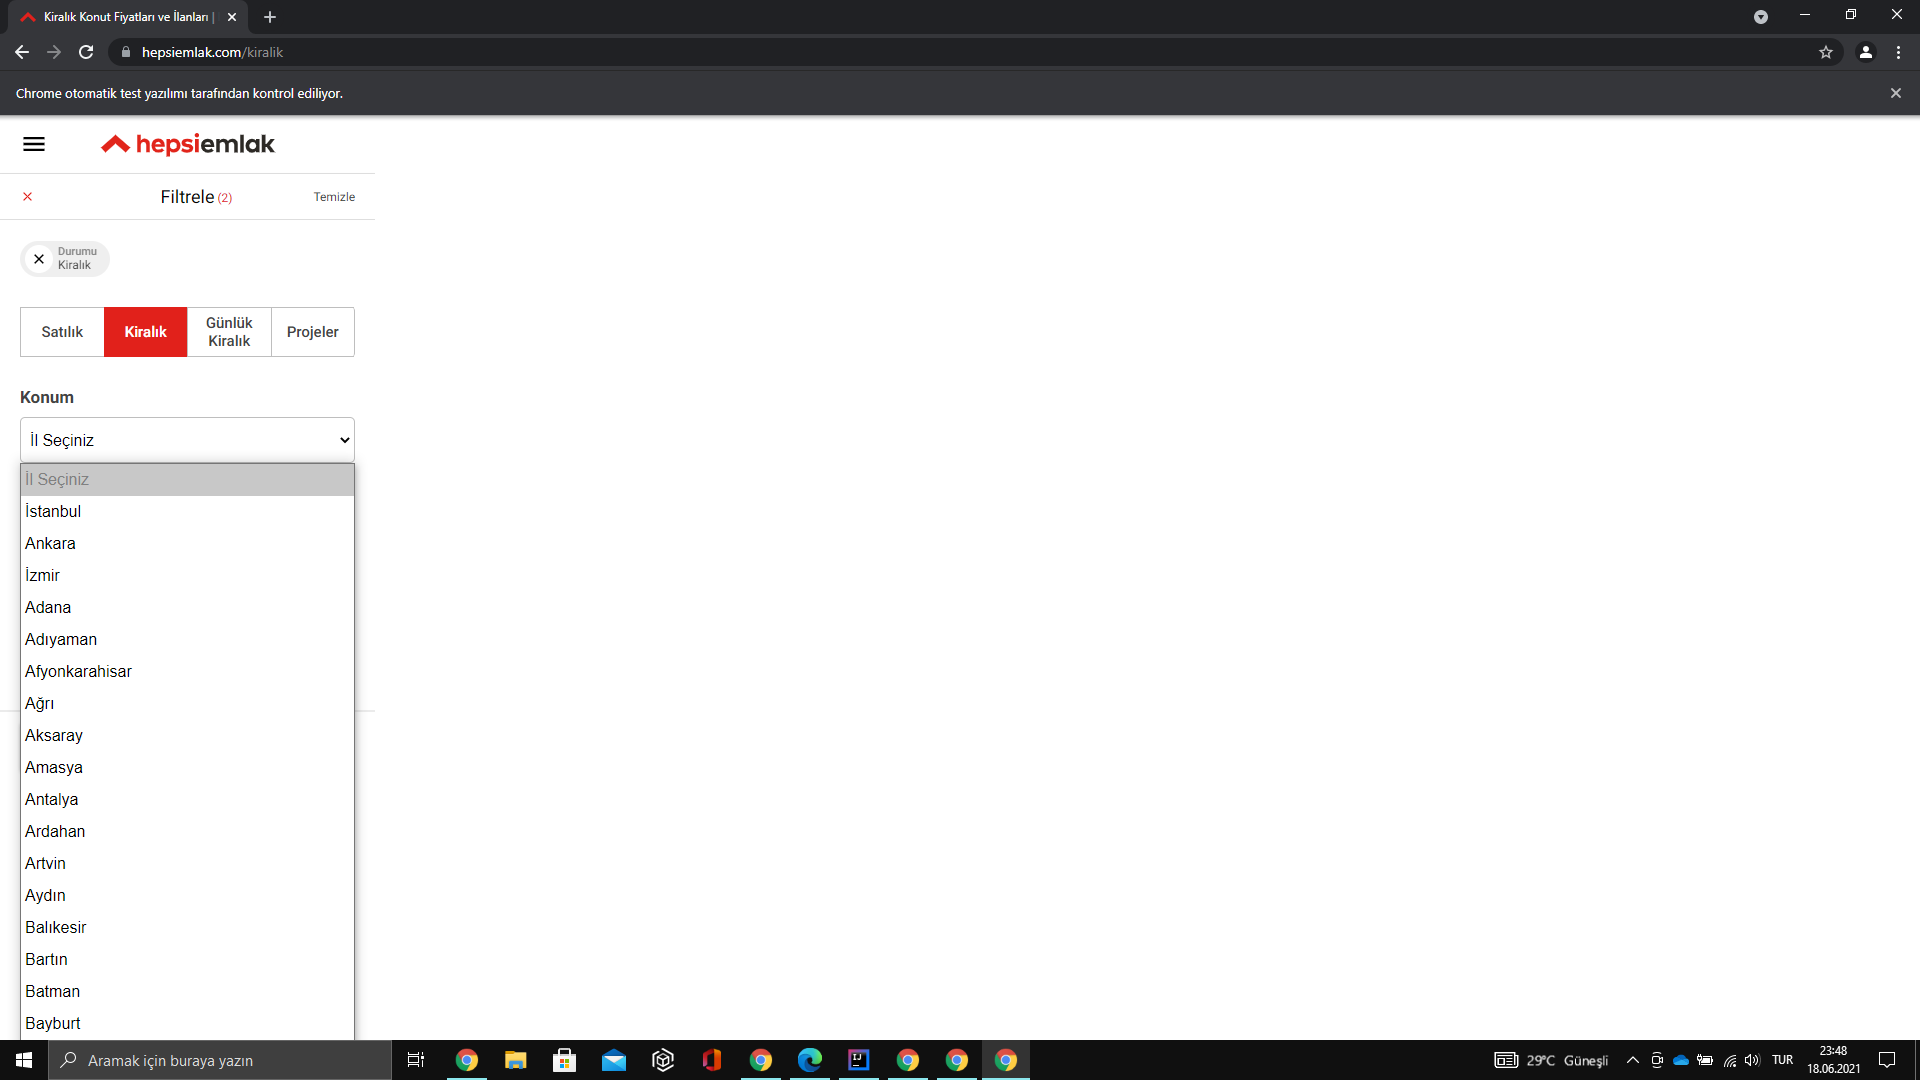 Kiralık Konut Fiyatları ve İlanları |
hepsiemlak.com/kiralik
Chrome otomatik test yazılımı tarafından kontrol ediliyor.
hepsiemlak
Filtrele (2)
Temizle
Durumu
Kiralık
Satılık
Kiralık
Günlük
Kiralık
Projeler
Konum
İl Seçiniz
İl Seçiniz
İstanbul
Ankara
İzmir
Adana
Adıyaman
Afyonkarahisar
Ağrı
Aksaray
Amasya
Antalya
Ardahan
Artvin
Aydın
Balıkesir
Bartın
Batman
Bayburt
Aramak için buraya yazın
29°C Güneşli
TUR
23:48
18.06.2021